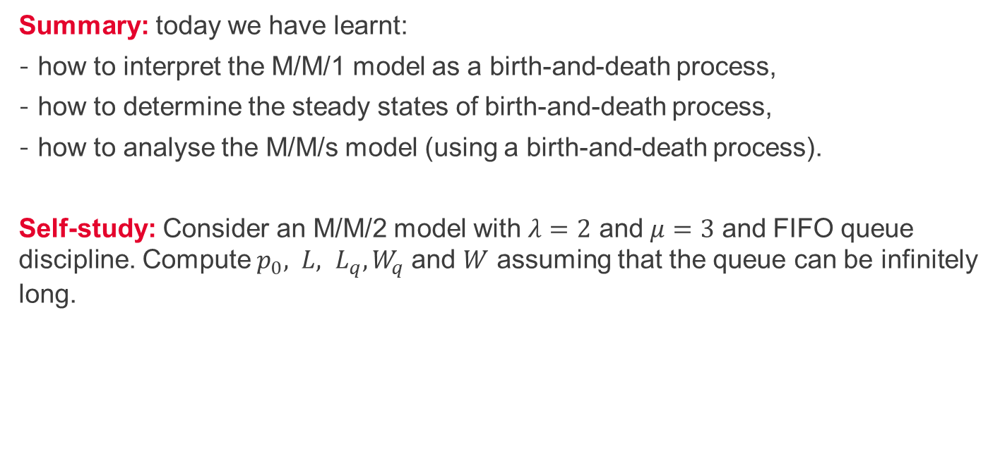 Summary: today we have learnt:
- how to interpret the M/M/1 model as a birth-and-death process,
- how to determine the steady states of birth-and-death process,
- how to analyse the M/M/s model (using a birth-and-death process).
Self-study: Consider an M/M/2 model with λ = 2 and μ = 3 and FIFO queue
discipline. Compute p₀, L, L_q, W_q and W assuming that the queue can be infinitely
long.